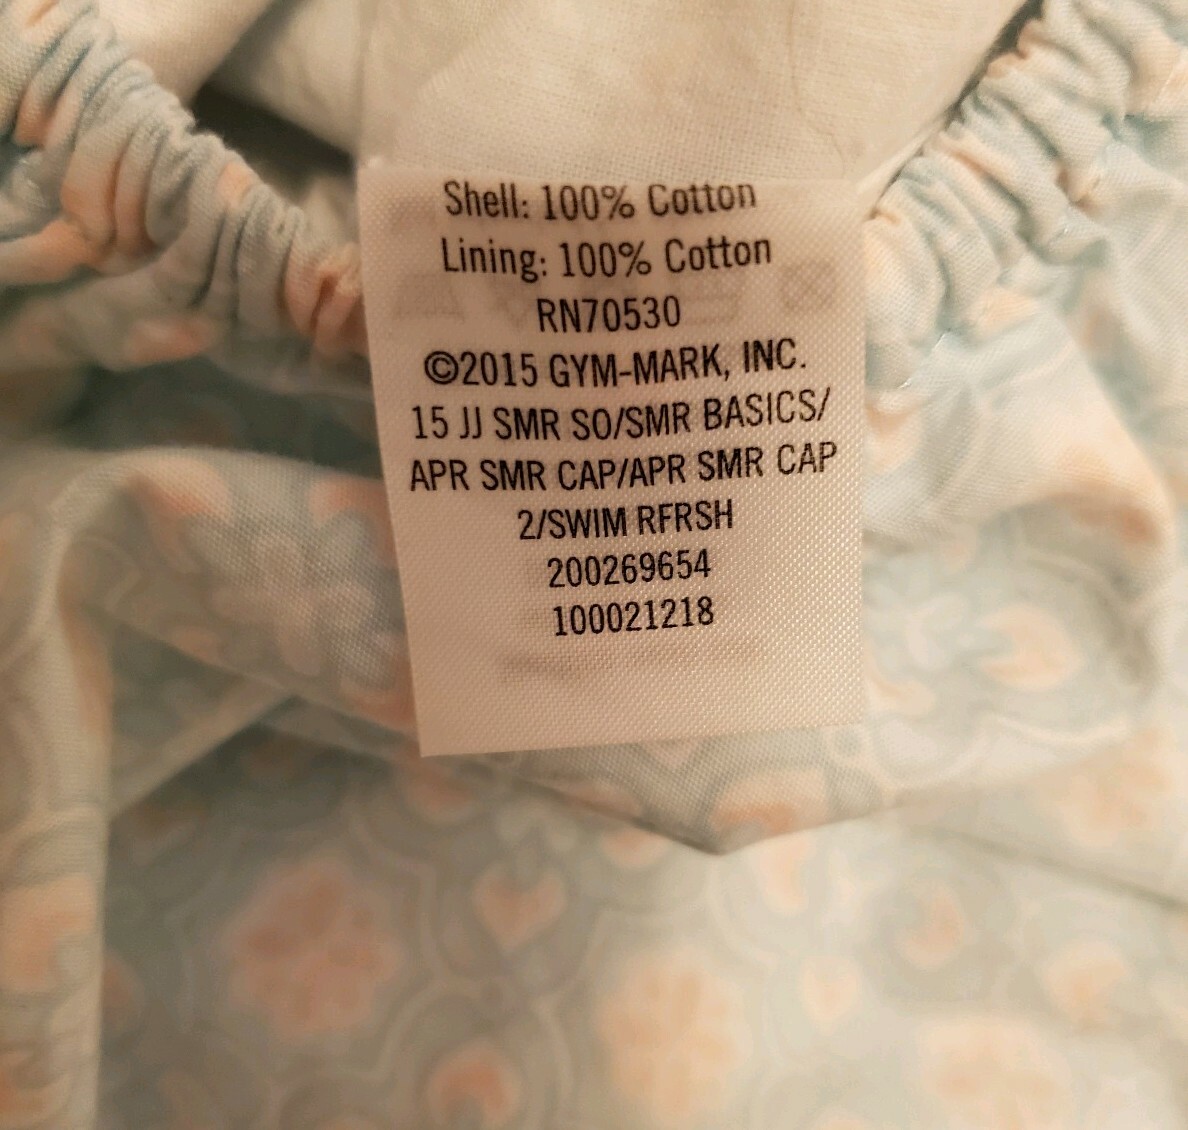 Shell: 100% Cotton
Lining: 100% Cotton
RN70530
©2015 GYM-MARK, INC.
15 JJ SMR SO/SMR BASICS/
APR SMR CAP/APR SMR CAP
2/SWIM RFRSH
200269654
100021218